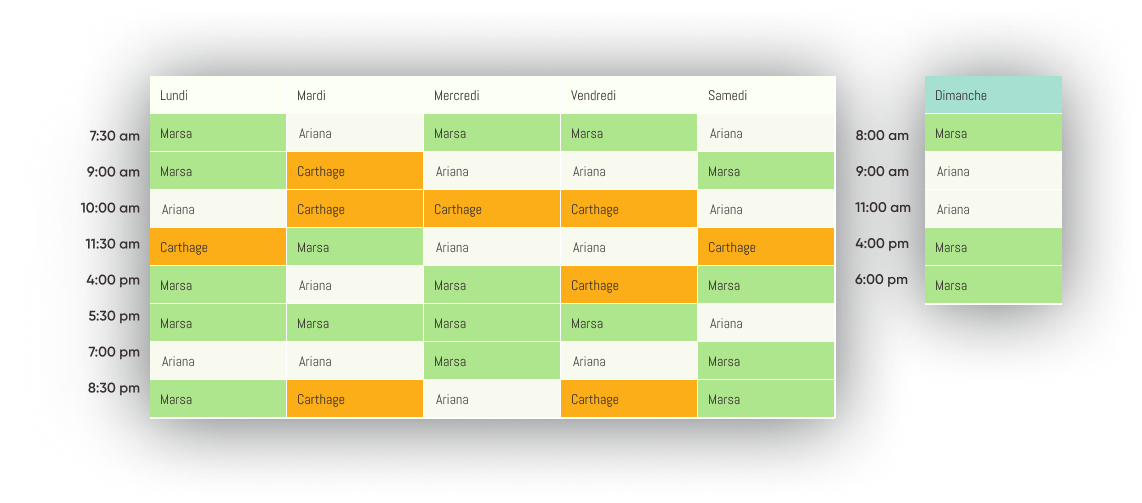 Lundi Mardi Mercredi Vendredi Samedi Dimanche
7:30 am Marsa Ariana Marsa Marsa Ariana 8:00 am Marsa
9:00 am Marsa Carthage Ariana Ariana Marsa 9:00 am Ariana
10:00 am Ariana Carthage Carthage Carthage Ariana 11:00 am Ariana
11:30 am Carthage Marsa Ariana Ariana Carthage 4:00 pm Marsa
4:00 pm Marsa Ariana Marsa Carthage Marsa 6:00 pm Marsa
5:30 pm Marsa Marsa Marsa Marsa Ariana
7:00 pm Ariana Ariana Marsa Ariana Marsa
8:30 pm Marsa Carthage Ariana Carthage Marsa